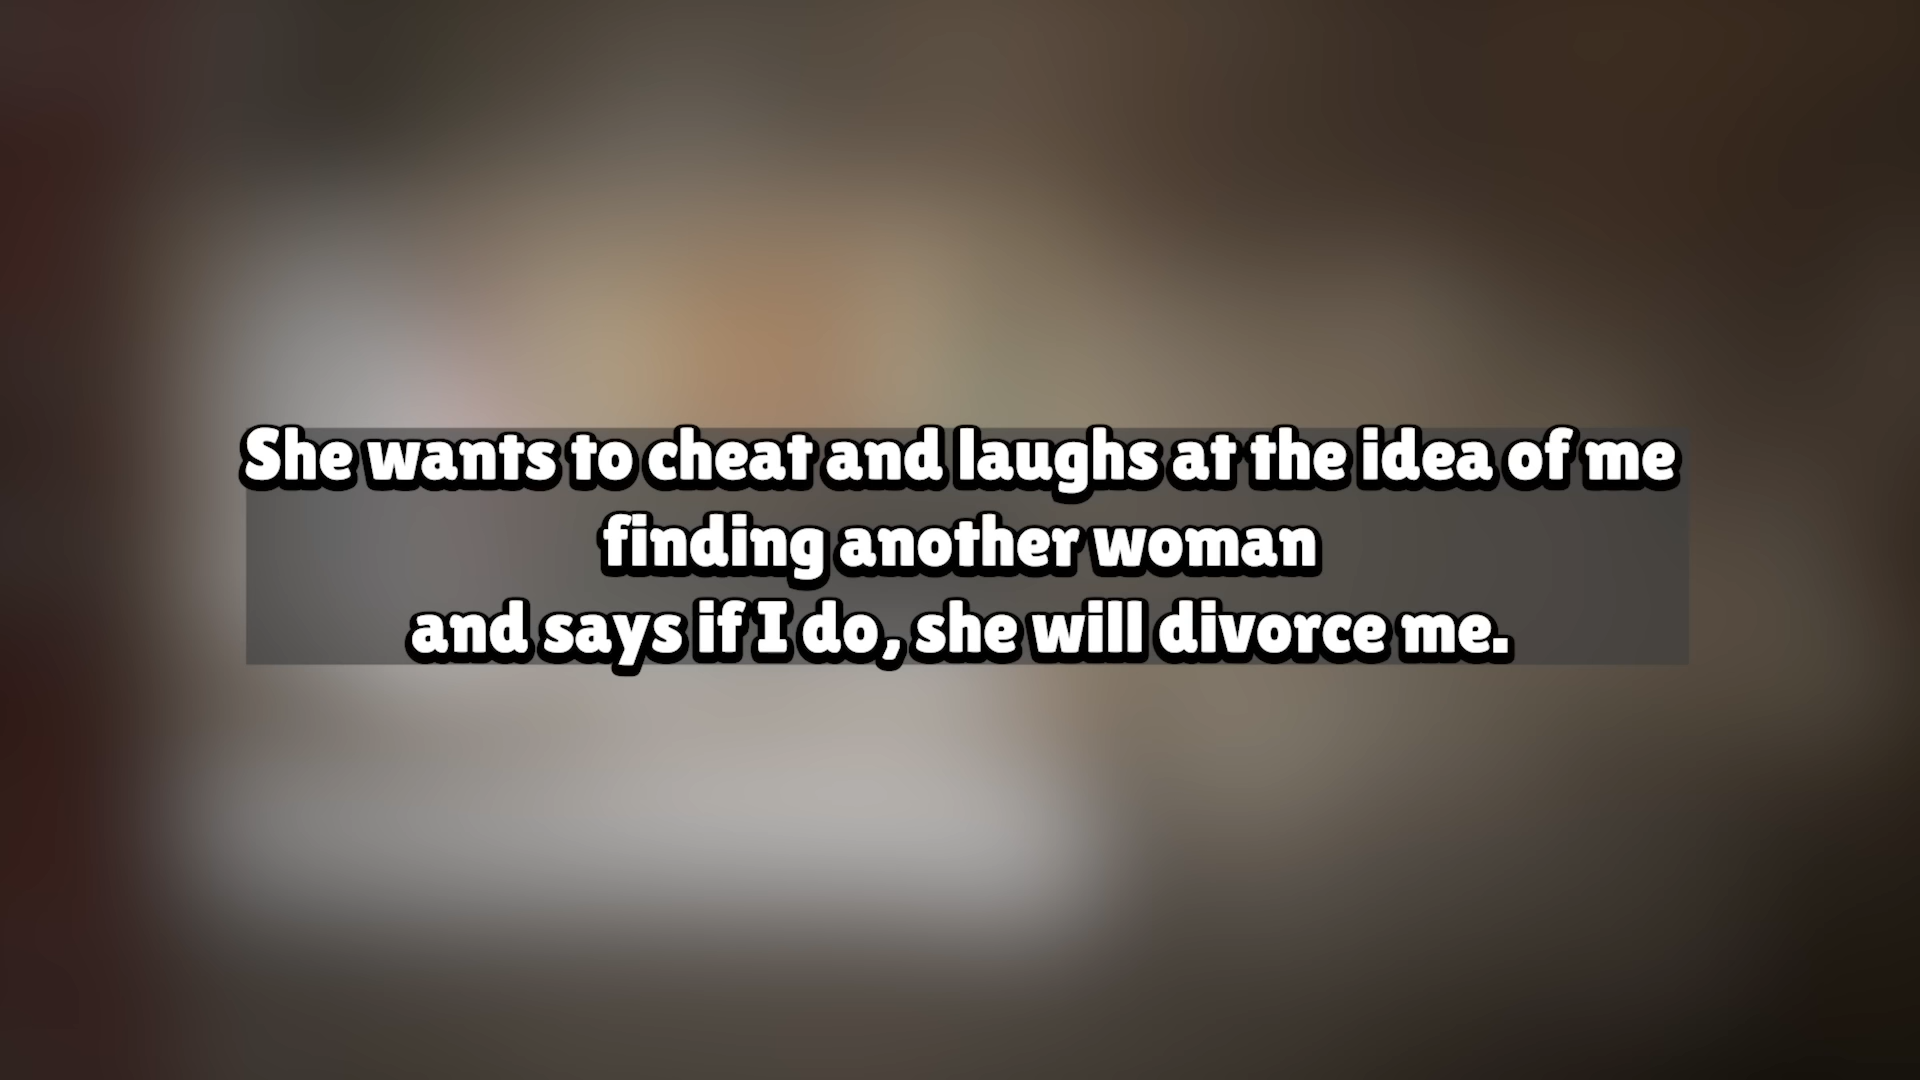 She wants to cheat and laughs at the idea of me
finding another woman
and says if I do, she will divorce me.